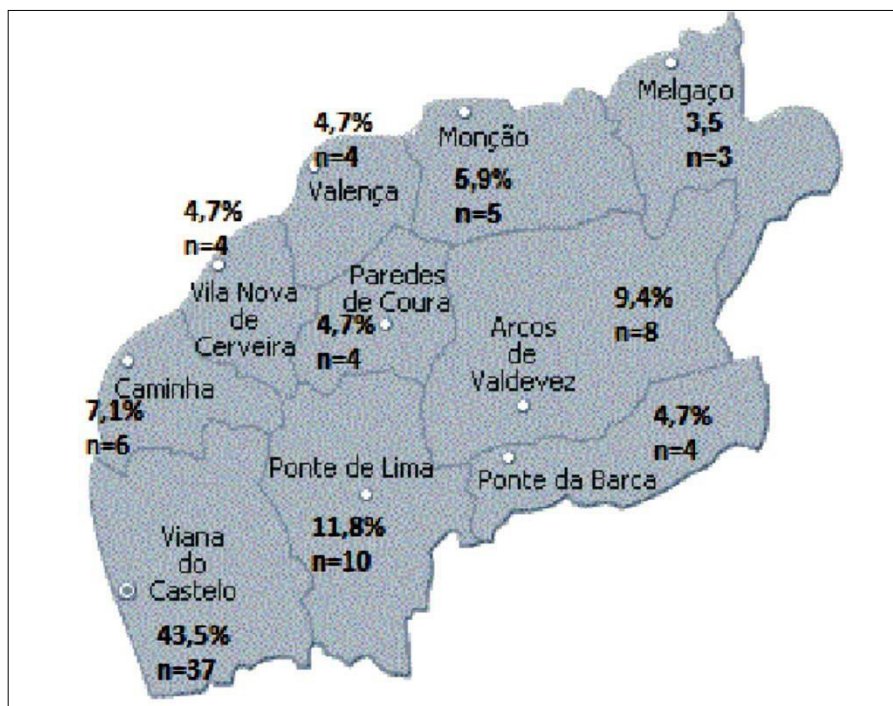 Melgaço
3,5
n=3
4,7%
n=4
Valença
Monção
5,9%
n=5
4,7%
n=4
Vila Nova
de
Cerveira
Paredes
de Coura
4,7%
n=4
9,4%
n=8
Arcos
de
Valdevez
Caminha
7,1%
n=6
4,7%
n=4
Ponte da Barca
Ponte de Lima
11,8%
n=10
Viana
do
Castelo
43,5%
n=37